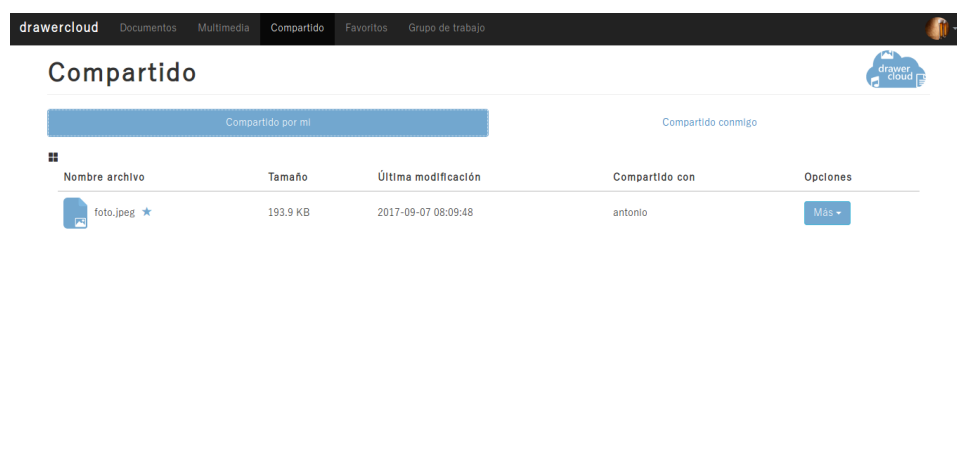 drawercloud Documentos Multimedia Compartido Favoritos Grupo de trabajo
Compartido
drawer
cloud
Compartido por mi Compartido conmigo
Nombre archivo Tamaño Última modificación Compartido con Opciones
foto.jpeg 193.9 KB 2017-09-07 08:09:48 antonio Más